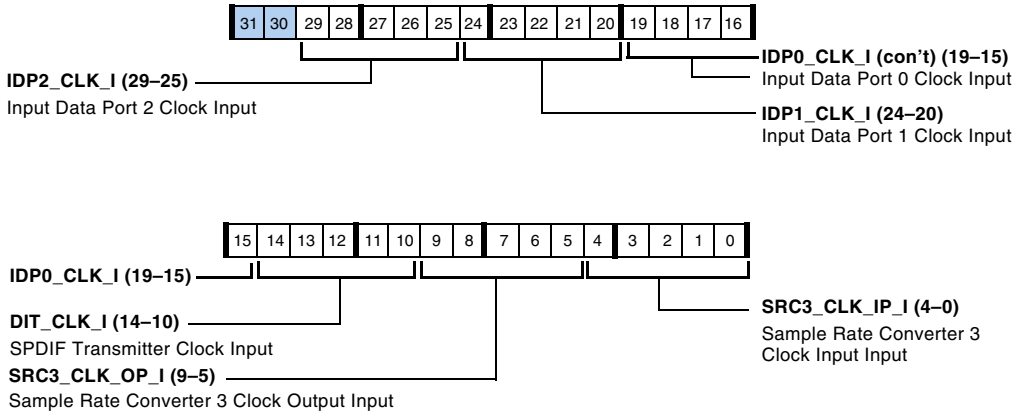 31 30 29 28 27 26 25 24 23 22 21 20 19 18 17 16
IDP2_CLK_I (29–25)
Input Data Port 2 Clock Input
IDP0_CLK_I (con't) (19–15)
Input Data Port 0 Clock Input
IDP1_CLK_I (24–20)
Input Data Port 1 Clock Input
15 14 13 12 11 10 9 8 7 6 5 4 3 2 1 0
IDP0_CLK_I (19–15)
DIT_CLK_I (14–10)
SPDIF Transmitter Clock Input
SRC3_CLK_OP_I (9–5)
Sample Rate Converter 3 Clock Output Input
SRC3_CLK_IP_I (4–0)
Sample Rate Converter 3
Clock Input Input